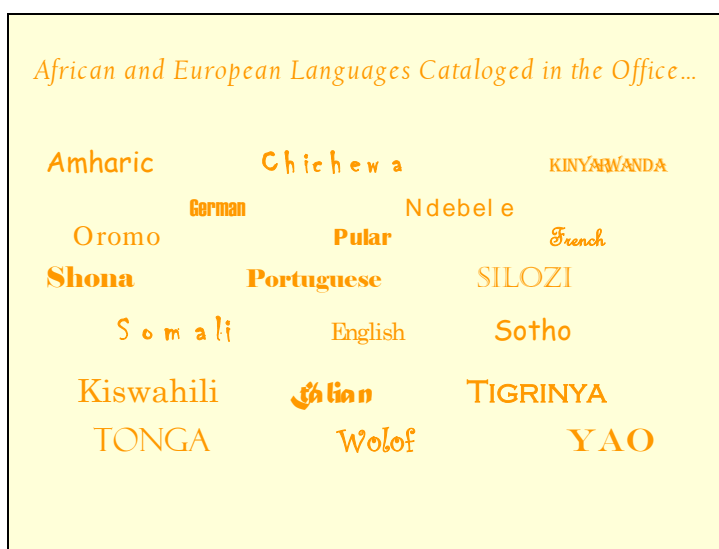 African and European Languages Cataloged in the Office…
Amharic Chichewa KINYARWANDA
German Ndebele
Oromo Pular French
Shona Portuguese SILOZI
Somali English Sotho
Kiswahili Italian TIGRINYA
TONGA Wolof YAO